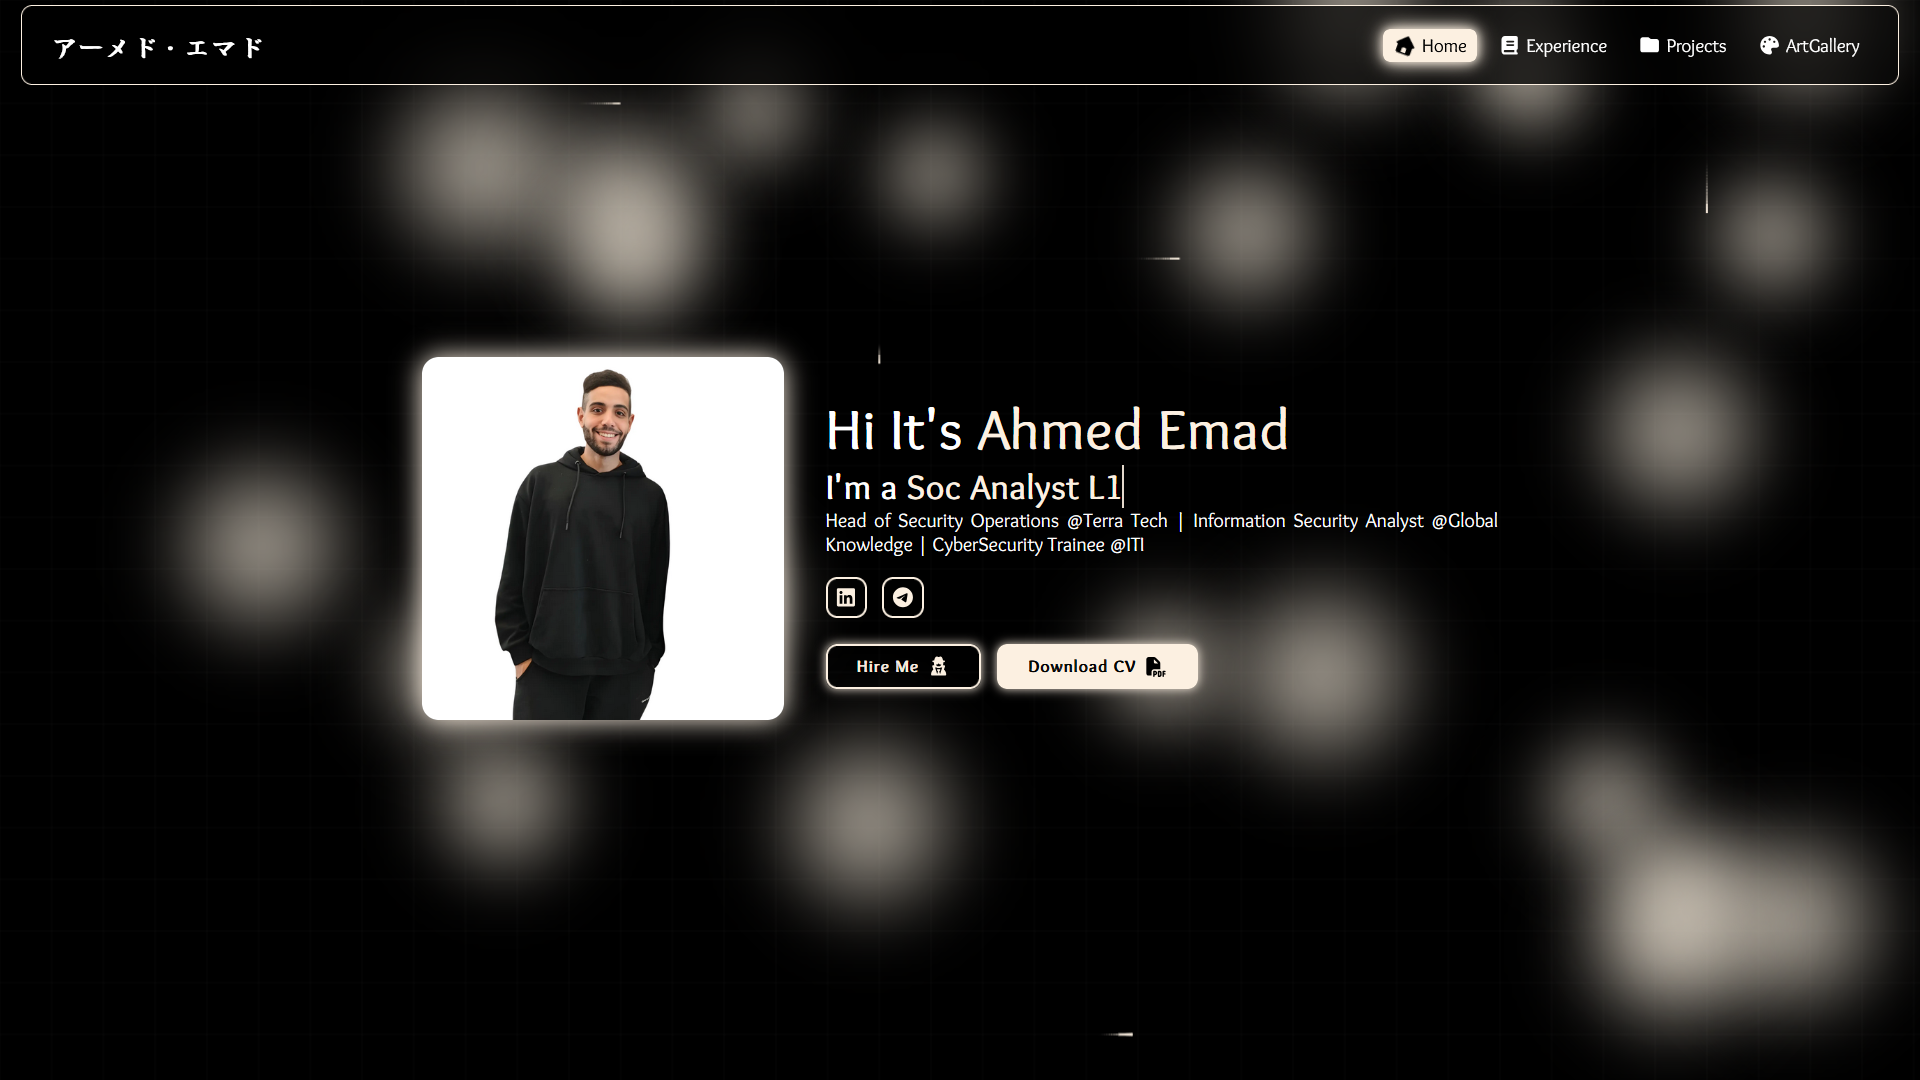 アーメド・エマド
Home
Experience
Projects
ArtGallery
Hi It's Ahmed Emad
I'm a Soc Analyst L1
Head of Security Operations @Terra Tech | Information Security Analyst @Global
Knowledge | CyberSecurity Trainee @ITI
Hire Me
Download CV
PDF